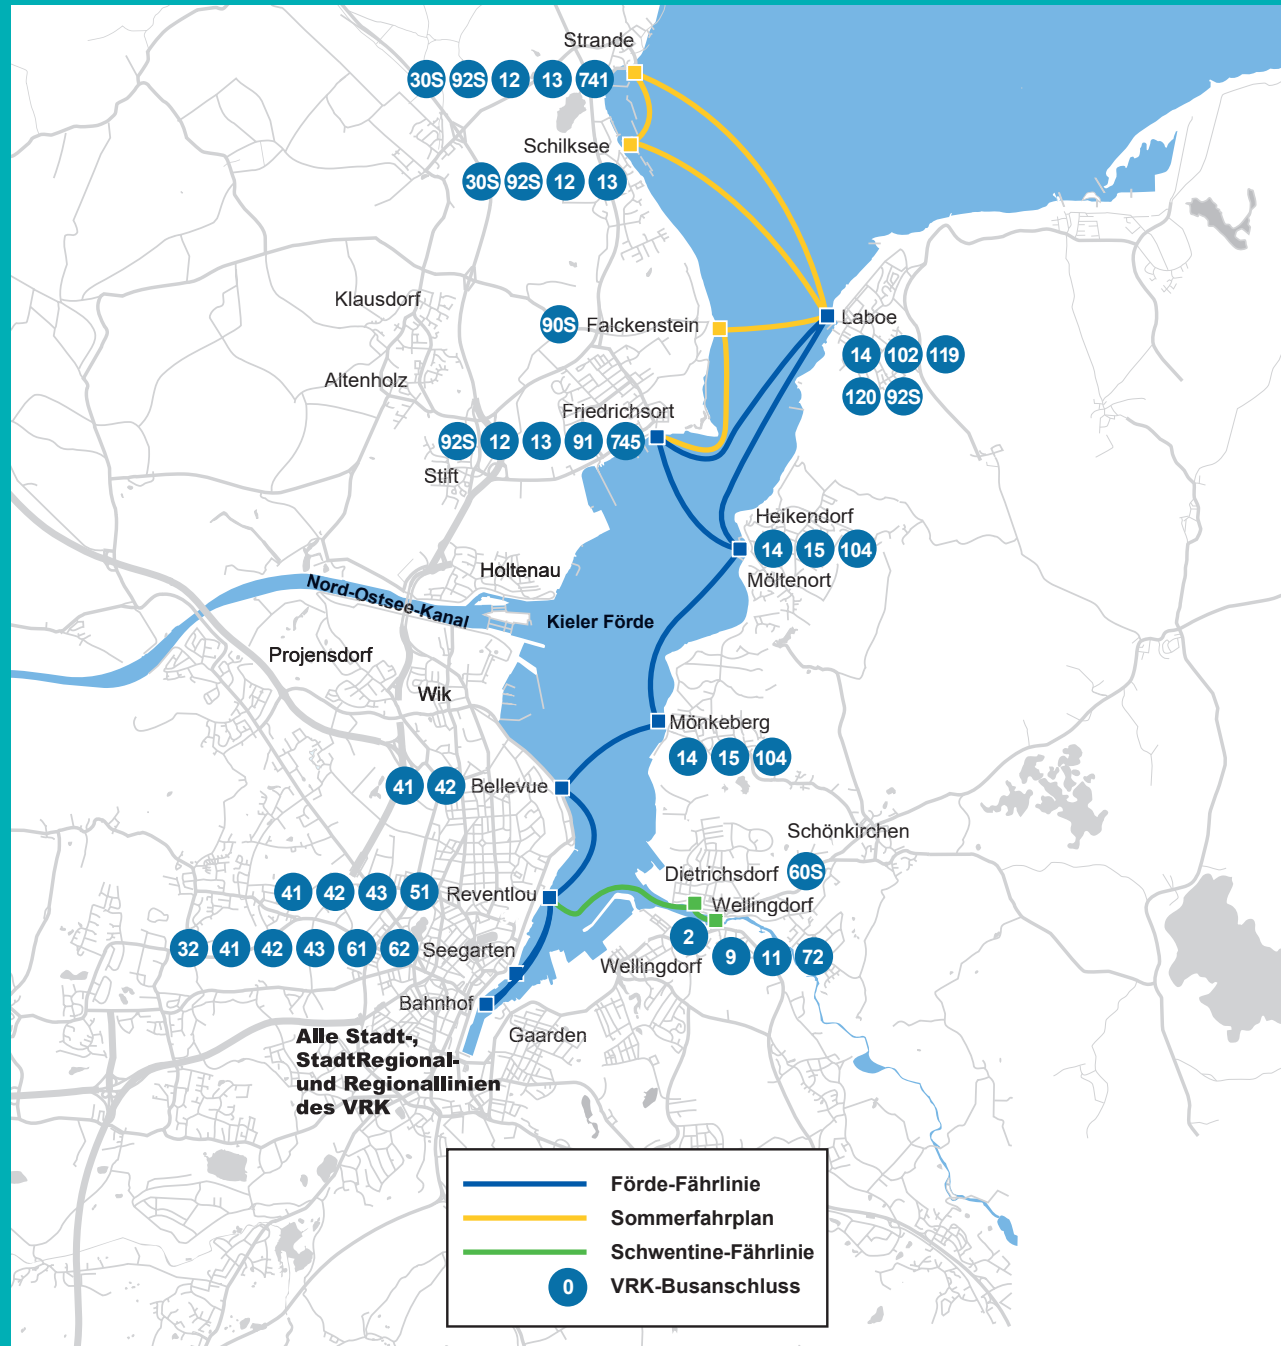 Strande
30S 92S 12 13 741
Schilksee
30S 92S 12 13
Klausdorf
90S Falckenstein
Laboe
14 102 119
120 92S
Altenholz
Friedrichsort
92S 12 13 91 745
Stift
Heikendorf
14 15 104
Möltenort
Holtenau
Nord-Ostsee-Kanal
Kieler Förde
Projensdorf
Wik
Mönkeberg
14 15 104
41 42 Bellevue
Schönkirchen
Dietrichsdorf 60S
41 42 43 51 Reventlou
Wellingdorf
2
32 41 42 43 61 62 Seegarten
9 11 72
Wellingdorf
Bahnhof
Gaarden
Alle Stadt-,
StadtRegional-
und Regionallinien
des VRK
Förde-Fährlinie
Sommerfahrplan
Schwentine-Fährlinie
0 VRK-Busanschluss